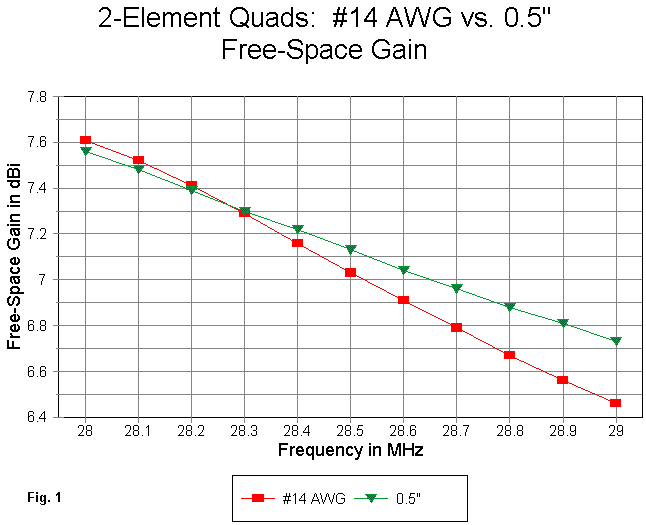 2-Element Quads: #14 AWG vs. 0.5"
Free-Space Gain
Free-Space Gain in dBi
7.8
7.6
7.4
7.2
7
6.8
6.6
6.4
28 28.1 28.2 28.3 28.4 28.5 28.6 28.7 28.8 28.9 29
Frequency in MHz
Fig. 1
#14 AWG 0.5"